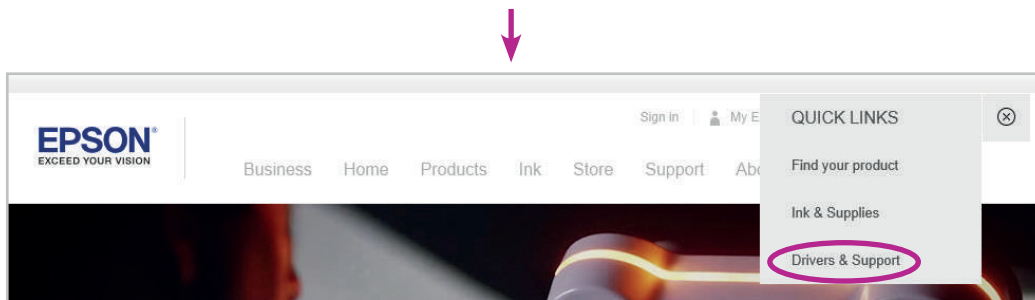 Sign in My E QUICK LINKS
EPSON®
EXCEED YOUR VISION
Business Home Products Ink Store Support Abo
Find your product
Ink & Supplies
Drivers & Support